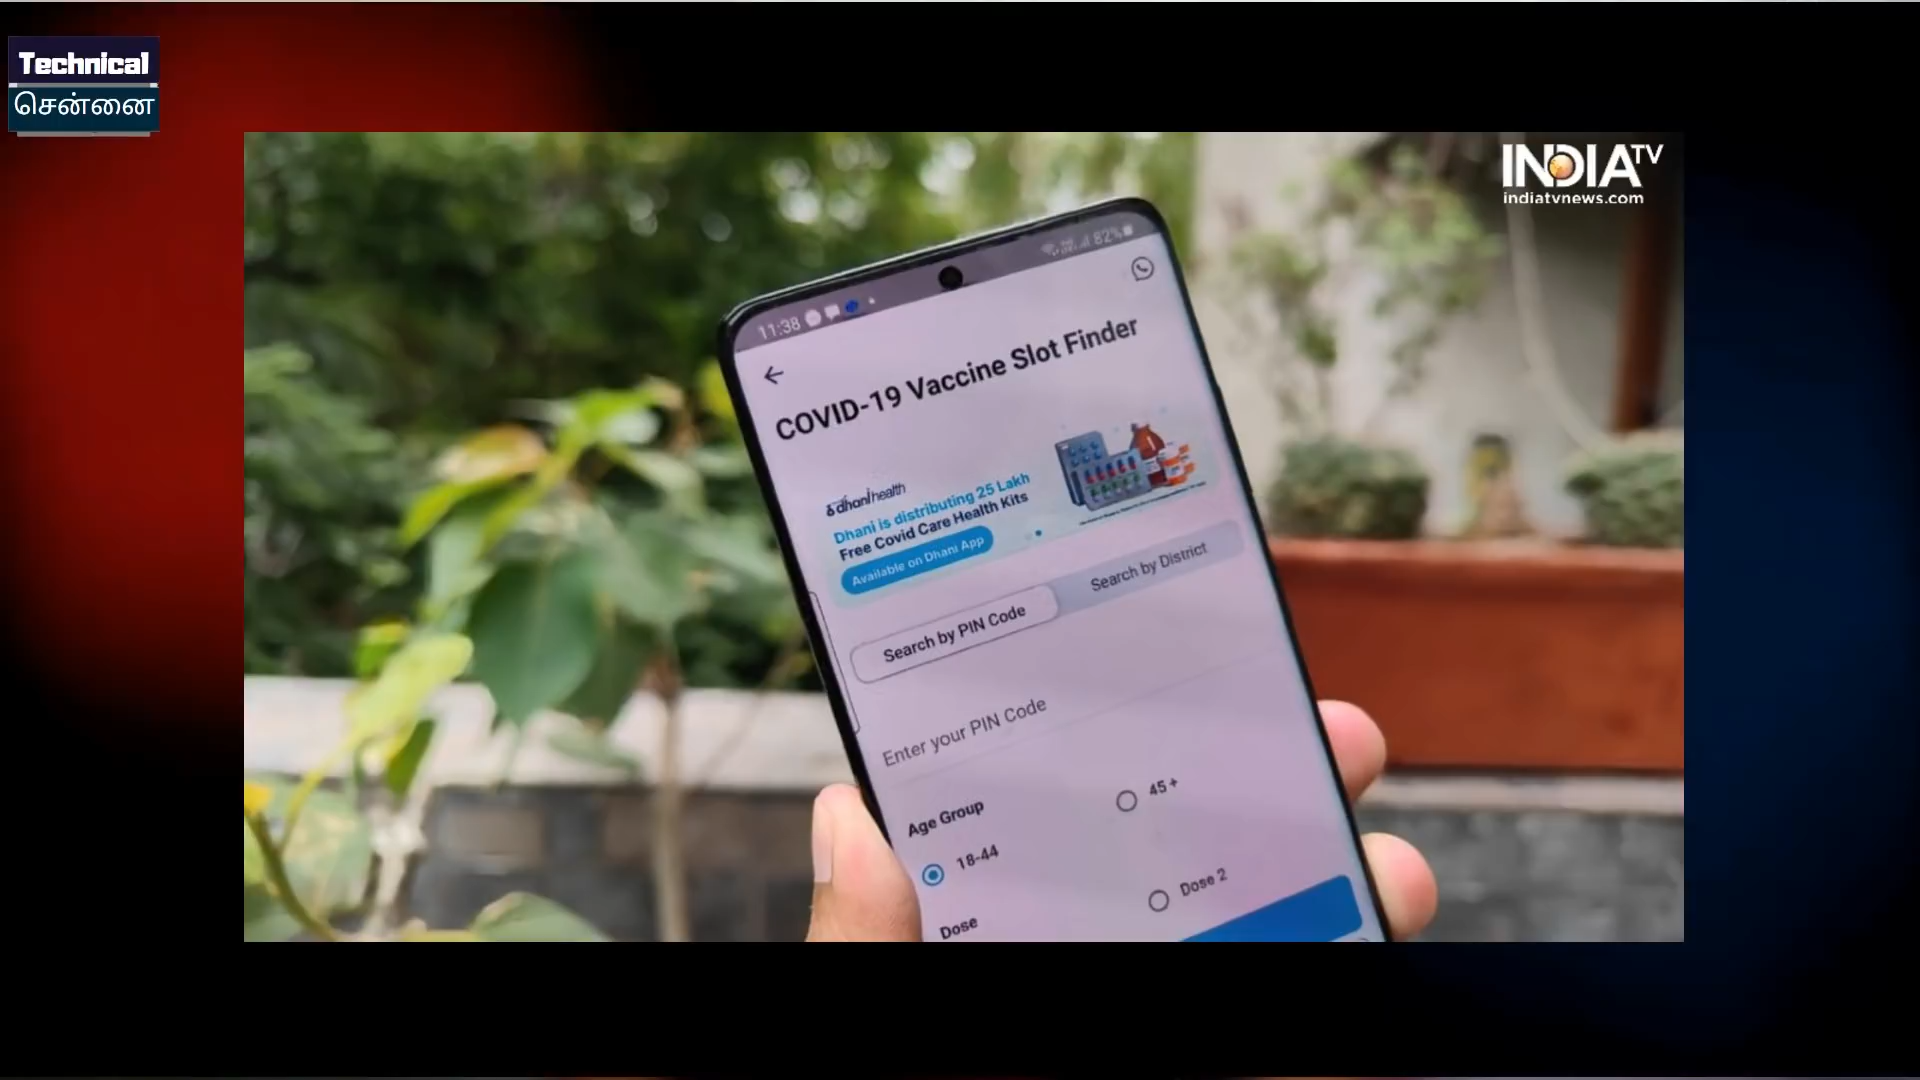 Technical
சென்னை
INDIA TV
indiatvnews.com
11:38
82%
COVID-19 Vaccine Slot Finder
dhani health
Dhani is distributing 25 Lakh
Free Covid Care Health Kits
Available on Dhani App
Search by PIN Code
Search by District
Enter your PIN Code
Age Group
18-44
45+
Dose
Dose 2